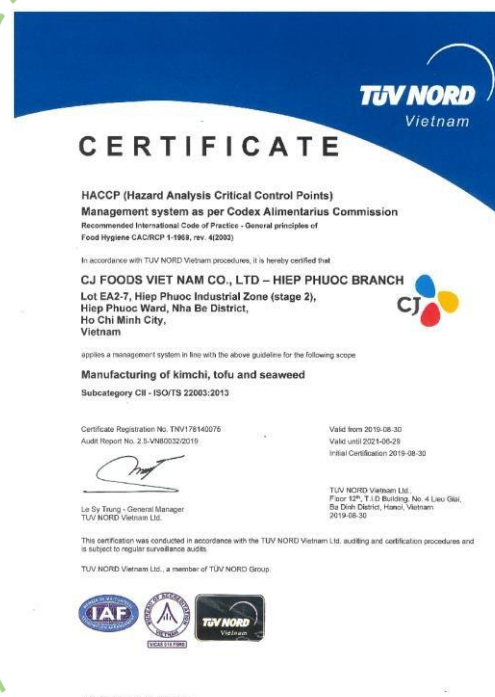 TÜV NORD
Vietnam
CERTIFICATE
HACCP (Hazard Analysis Critical Control Points)
Management system as per Codex Alimentarius Commission
Recommended International Code of Practice - General principles of
Food Hygiene CAC/RCP 1-1969, rev. 4(2003)
In accordance with TUV NORD Vietnam procedures, it is hereby certified that
CJ FOODS VIET NAM CO., LTD – HIEP PHUOC BRANCH
Lot EA2-7, Hiep Phuoc Industrial Zone (stage 2),
Hiep Phuoc Ward, Nha Be District,
Ho Chi Minh City,
Vietnam
CJ
applies a management system in line with the above guideline for the following scope
Manufacturing of kimchi, tofu and seaweed
Subcategory CII - ISO/TS 22003:2013
Certificate Registration No. TNV178140076
Audit Report No. 2.5-VN80032/2019
Valid from 2019-08-30
Valid until 2021-06-29
Initial Certification 2019-08-30
Le Sy Trung - General Manager
TUV NORD Vietnam Ltd.
TUV NORD Vietnam Ltd.
Floor 12th, T.I.D Building, No. 4 Lieu Giai,
Ba Dinh District, Hanoi, Vietnam
2019-08-30
This certification was conducted in accordance with the TUV NORD Vietnam Ltd. auditing and certification procedures and
is subject to regular surveillance audits.
TUV NORD Vietnam Ltd., a member of TÜV NORD Group.
IAF
BUREAU OF ACCREDITATION
VIETNAM
TÜV NORD
Vietnam